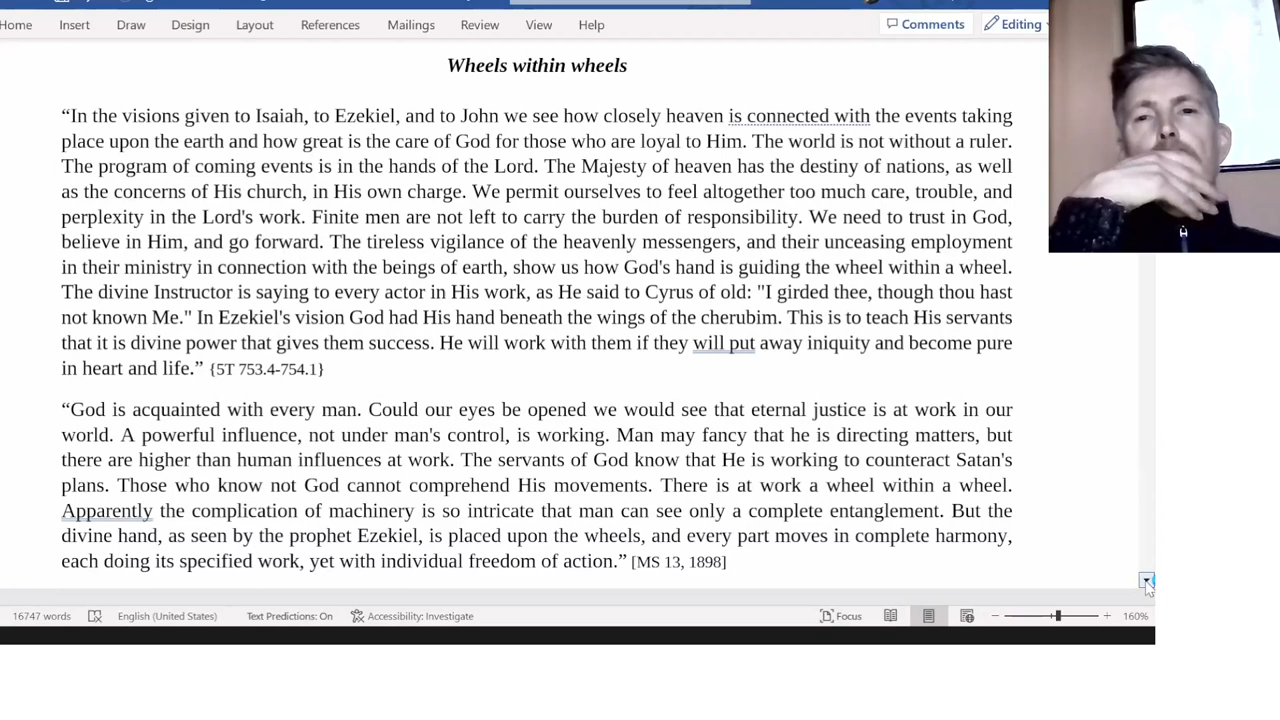 Home Insert Draw Design Layout References Mailings Review View Help Comments Editing
Wheels within wheels
“In the visions given to Isaiah, to Ezekiel, and to John we see how closely heaven is connected with the events taking
place upon the earth and how great is the care of God for those who are loyal to Him. The world is not without a ruler.
The program of coming events is in the hands of the Lord. The Majesty of heaven has the destiny of nations, as well
as the concerns of His church, in His own charge. We permit ourselves to feel altogether too much care, trouble, and
perplexity in the Lord's work. Finite men are not left to carry the burden of responsibility. We need to trust in God,
believe in Him, and go forward. The tireless vigilance of the heavenly messengers, and their unceasing employment
in their ministry in connection with the beings of earth, show us how God's hand is guiding the wheel within a wheel.
The divine Instructor is saying to every actor in His work, as He said to Cyrus of old: "I girded thee, though thou hast
not known Me." In Ezekiel's vision God had His hand beneath the wings of the cherubim. This is to teach His servants
that it is divine power that gives them success. He will work with them if they will put away iniquity and become pure
in heart and life.” {5T 753.4-754.1}
“God is acquainted with every man. Could our eyes be opened we would see that eternal justice is at work in our
world. A powerful influence, not under man's control, is working. Man may fancy that he is directing matters, but
there are higher than human influences at work. The servants of God know that He is working to counteract Satan's
plans. Those who know not God cannot comprehend His movements. There is at work a wheel within a wheel.
Apparently the complication of machinery is so intricate that man can see only a complete entanglement. But the
divine hand, as seen by the prophet Ezekiel, is placed upon the wheels, and every part moves in complete harmony,
each doing its specified work, yet with individual freedom of action.” [MS 13, 1898]
16747 words English (United States) Text Predictions: On Accessibility: Investigate Focus 160%